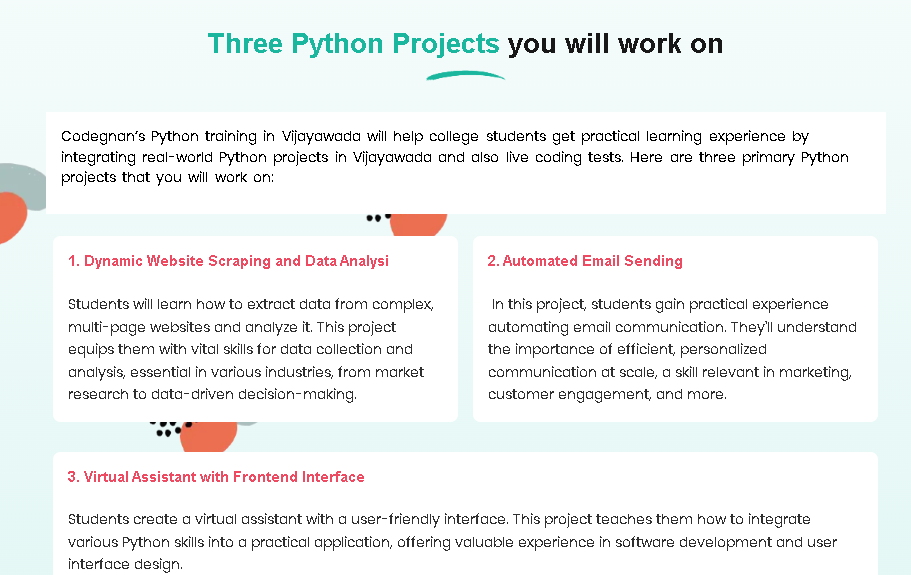 Three Python Projects you will work on
Codegnan's Python training in Vijayawada will help college students get practical learning experience by
integrating real-world Python projects in Vijayawada and also live coding tests. Here are three primary Python
projects that you will work on:
1. Dynamic Website Scraping and Data Analysi
Students will learn how to extract data from complex,
multi-page websites and analyze it. This project
equips them with vital skills for data collection and
analysis, essential in various industries, from market
research to data-driven decision-making.
2. Automated Email Sending
In this project, students gain practical experience
automating email communication. They'll understand
the importance of efficient, personalized
communication at scale, a skill relevant in marketing,
customer engagement, and more.
3. Virtual Assistant with Frontend Interface
Students create a virtual assistant with a user-friendly interface. This project teaches them how to integrate
various Python skills into a practical application, offering valuable experience in software development and user
interface design.